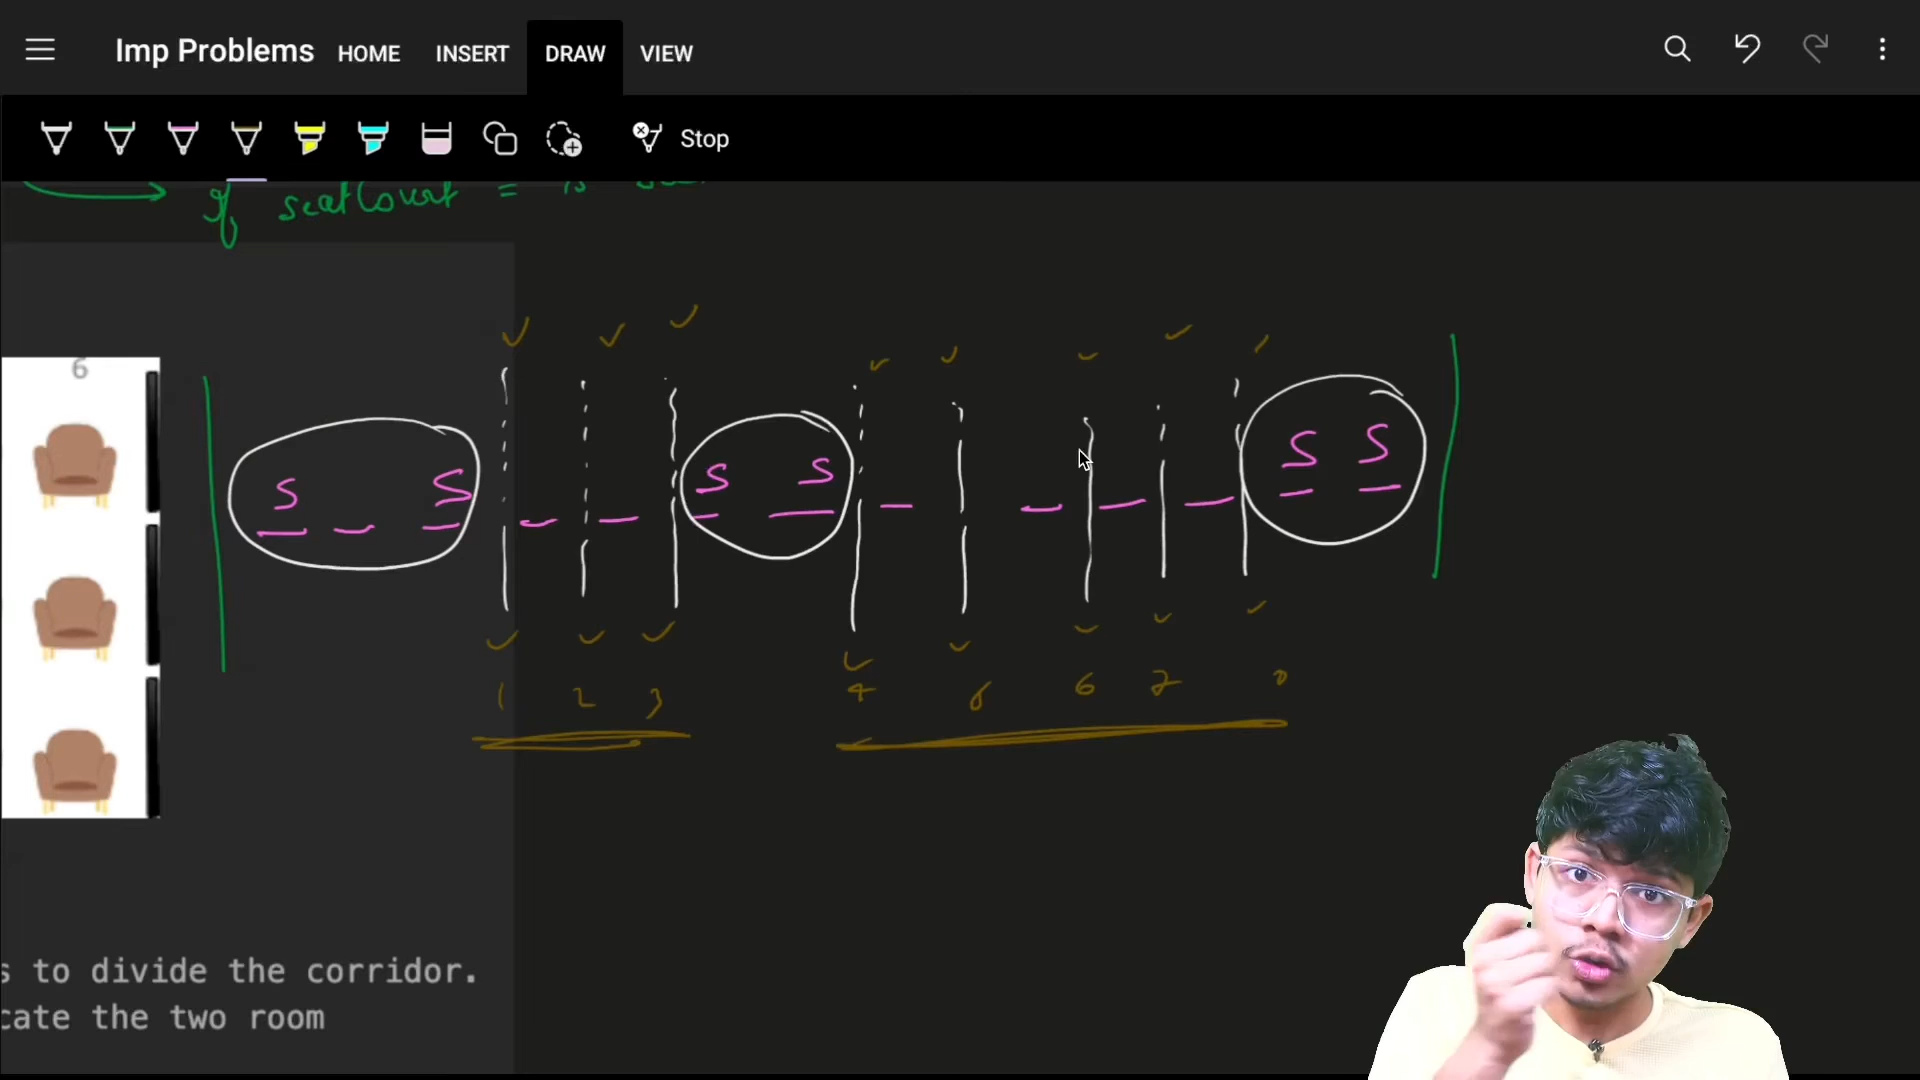 Imp Problems HOME INSERT DRAW VIEW
Stop
if seatCount = is
6
S S S S S S
1 2 3 4 6 7
s to divide the corridor.
cate the two room